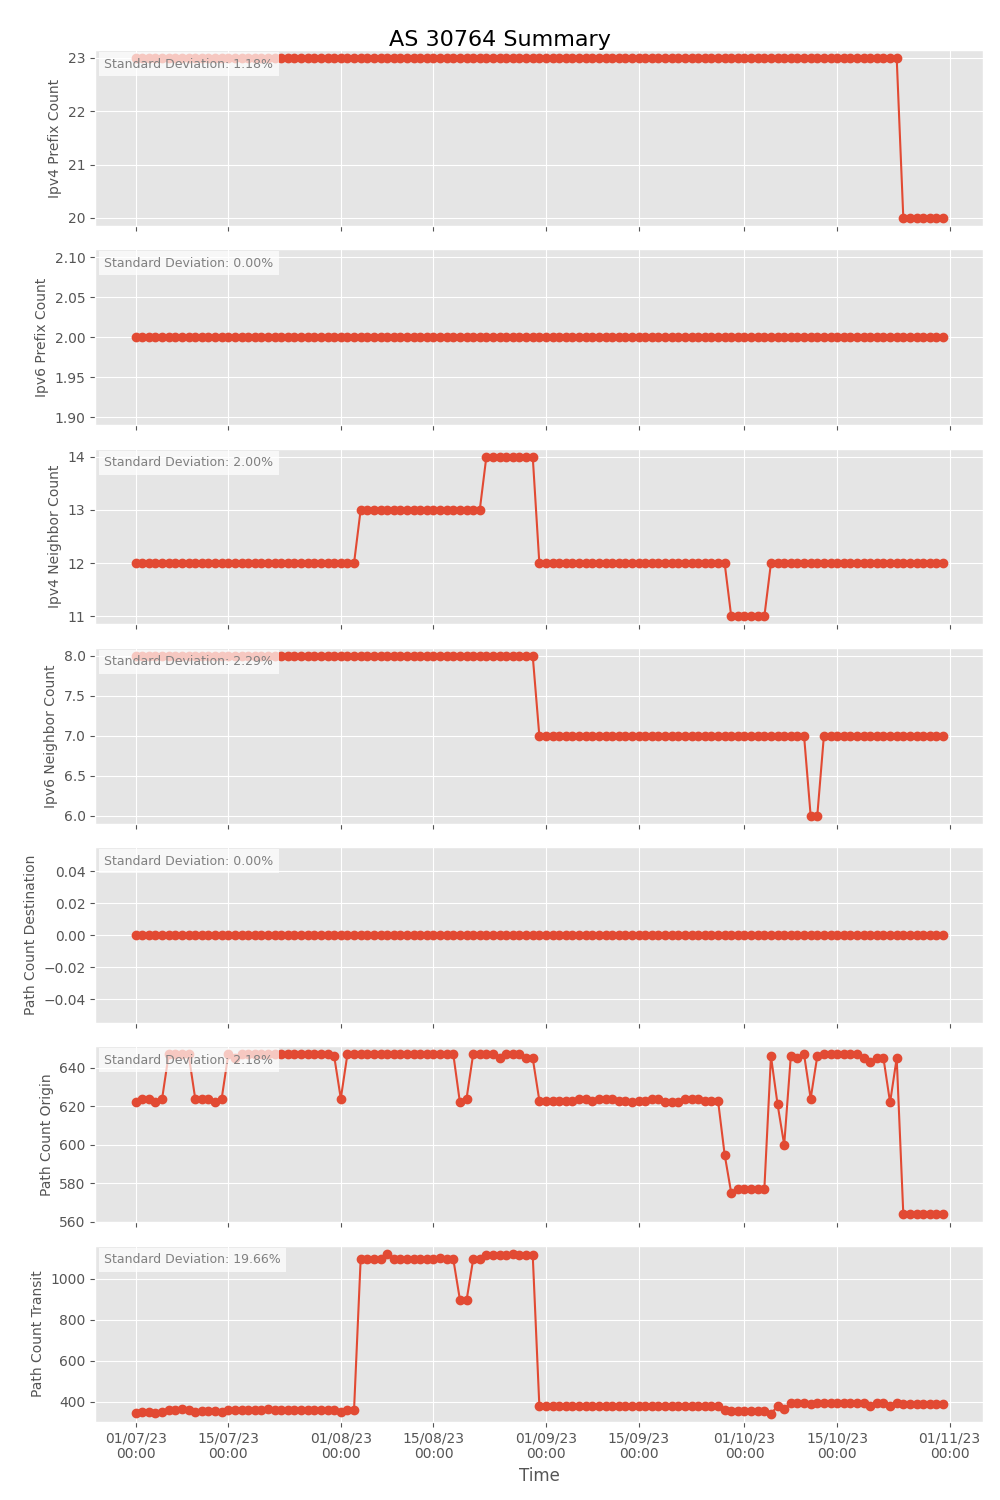 AS 30764 Summary
Standard Deviation: 1.18%
Ipv4 Prefix Count
23
22
21
20
Standard Deviation: 0.00%
Ipv6 Prefix Count
2.10
2.05
2.00
1.95
1.90
Standard Deviation: 2.00%
Ipv4 Neighbor Count
14
13
12
11
Standard Deviation: 2.29%
Ipv6 Neighbor Count
8.0
7.5
7.0
6.5
6.0
Standard Deviation: 0.00%
Path Count Destination
0.04
0.02
0.00
−0.02
−0.04
Standard Deviation: 2.18%
Path Count Origin
640
620
600
580
560
Standard Deviation: 19.66%
Path Count Transit
1000
800
600
400
01/07/23 15/07/23 01/08/23 15/08/23 01/09/23 15/09/23 01/10/23 15/10/23 01/11/23
00:00 00:00 00:00 00:00 00:00 00:00 00:00 00:00 00:00
Time